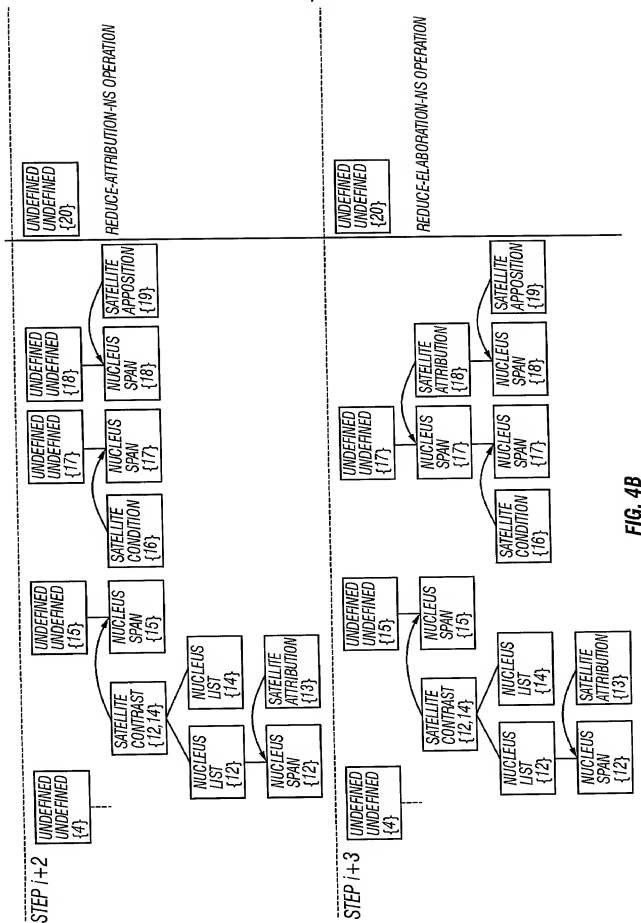 STEP i+2
UNDEFINED
UNDEFINED
{4}
UNDEFINED
UNDEFINED
{15}
UNDEFINED
UNDEFINED
{17}
UNDEFINED
UNDEFINED
{18}
UNDEFINED
UNDEFINED
{20}
SATELLITE
CONTRAST
{12,14}
NUCLEUS
SPAN
{15}
SATELLITE
CONDITION
{16}
NUCLEUS
SPAN
{17}
NUCLEUS
SPAN
{18}
SATELLITE
APPOSITION
{19}
REDUCE-ATTRIBUTION-NS OPERATION
NUCLEUS
LIST
{12}
NUCLEUS
LIST
{14}
NUCLEUS
SPAN
{12}
SATELLITE
ATTRIBUTION
{13}
STEP i+3
UNDEFINED
UNDEFINED
{4}
UNDEFINED
UNDEFINED
{15}
UNDEFINED
UNDEFINED
{17}
UNDEFINED
UNDEFINED
{20}
SATELLITE
CONTRAST
{12,14}
NUCLEUS
SPAN
{15}
NUCLEUS
SPAN
{17}
SATELLITE
ATTRIBUTION
{18}
REDUCE-ELABORATION-NS OPERATION
NUCLEUS
LIST
{12}
NUCLEUS
LIST
{14}
SATELLITE
CONDITION
{16}
NUCLEUS
SPAN
{17}
NUCLEUS
SPAN
{18}
SATELLITE
APPOSITION
{19}
NUCLEUS
SPAN
{12}
SATELLITE
ATTRIBUTION
{13}
FIG. 4B